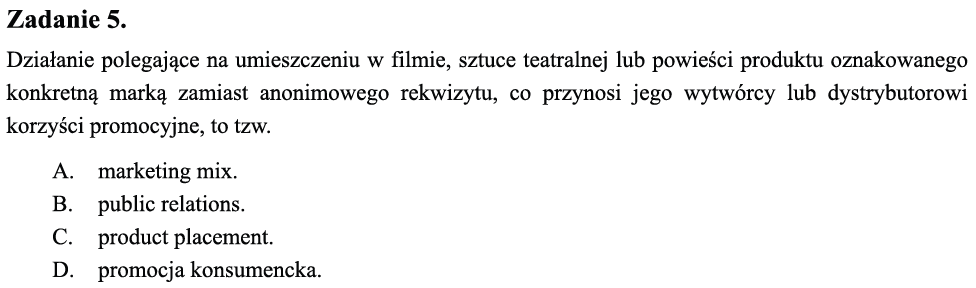 Zadanie 5.
Działanie polegające na umieszczeniu w filmie, sztuce teatralnej lub powieści produktu oznakowanego
konkretną marką zamiast anonimowego rekwizytu, co przynosi jego wytwórcy lub dystrybutorowi
korzyści promocyjne, to tzw.
A. marketing mix.
B. public relations.
C. product placement.
D. promocja konsumencka.